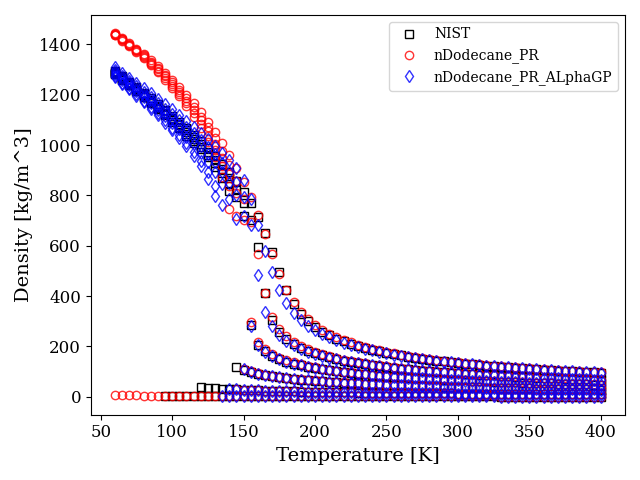 NIST
nDodecane_PR
nDodecane_PR_ALphaGP
1400
1200
1000
800
600
400
200
0
Density [kg/m^3]
50 100 150 200 250 300 350 400
Temperature [K]